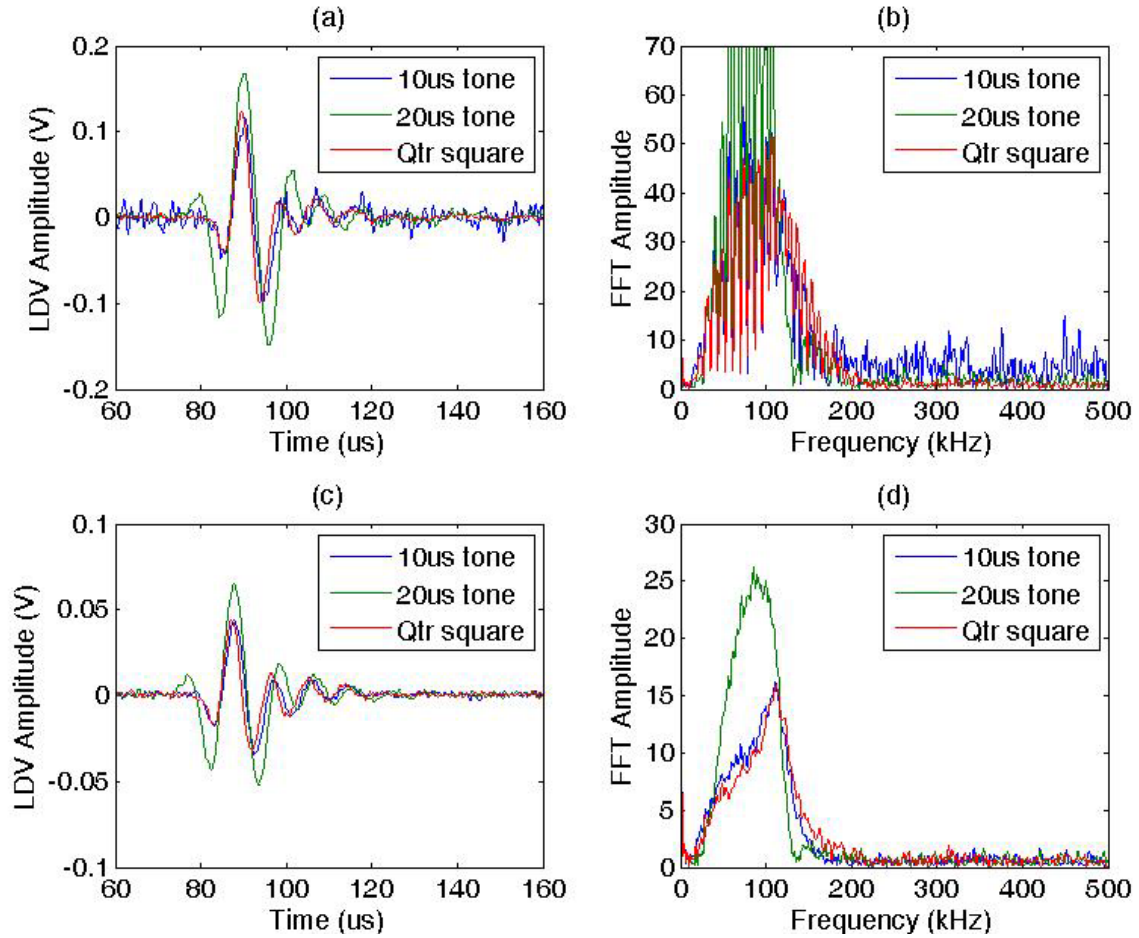 (a)
0.2
0.1
0
-0.1
-0.2
LDV Amplitude (V)
10us tone
20us tone
Qtr square
60 80 100 120 140 160
Time (us)
(b)
70
60
50
40
30
20
10
0
FFT Amplitude
10us tone
20us tone
Qtr square
0 100 200 300 400 500
Frequency (kHz)
(c)
0.1
0.05
0
-0.05
-0.1
LDV Amplitude (V)
10us tone
20us tone
Qtr square
60 80 100 120 140 160
Time (us)
(d)
30
25
20
15
10
5
0
FFT Amplitude
10us tone
20us tone
Qtr square
0 100 200 300 400 500
Frequency (kHz)